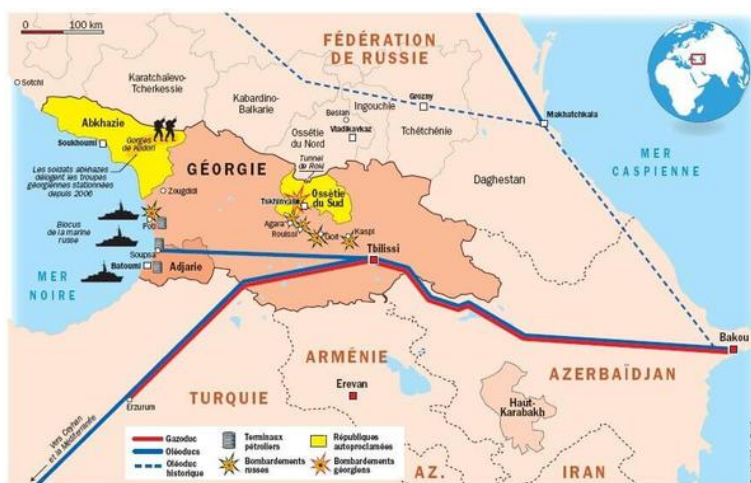 0 100 km
FÉDÉRATION
DE RUSSIE
Sotchi
Karatchaïevo-
Tcherkessie
Kabardino-
Balkarie
Beslan
Ingouchie
Grozny
Vladikavkaz
Ossétie
du Nord
Tchétchénie
Makhatchkala
Daghestan
MER
CASPIENNE
Abkhazie
Soukhoumi
Gorges
de Kodori
Les soldats abkhazes
délogent les troupes
géorgiennes stationnées
depuis 2006
GÉORGIE
Tunnel
de Roki
Zougdidi
Tskhinvali
Ossétie
du Sud
Blocus
de la marine
russe
Poti
Agara
Gori
Kaspi
Soupsa
Tbilissi
Batoumi
Adjarie
MER
NOIRE
Bakou
ARMÉNIE
AZERBAÏDJAN
TURQUIE
Erevan
Haut-
Karabakh
Erzurum
Vers Ceyhan
et la Méditerranée
Gazoduc
Oléoducs
Oléoduc
historique
Terminaux
pétroliers
Bombardements
russes
Républiques
autoproclamées
Bombardements
géorgiens
AZ.
IRAN